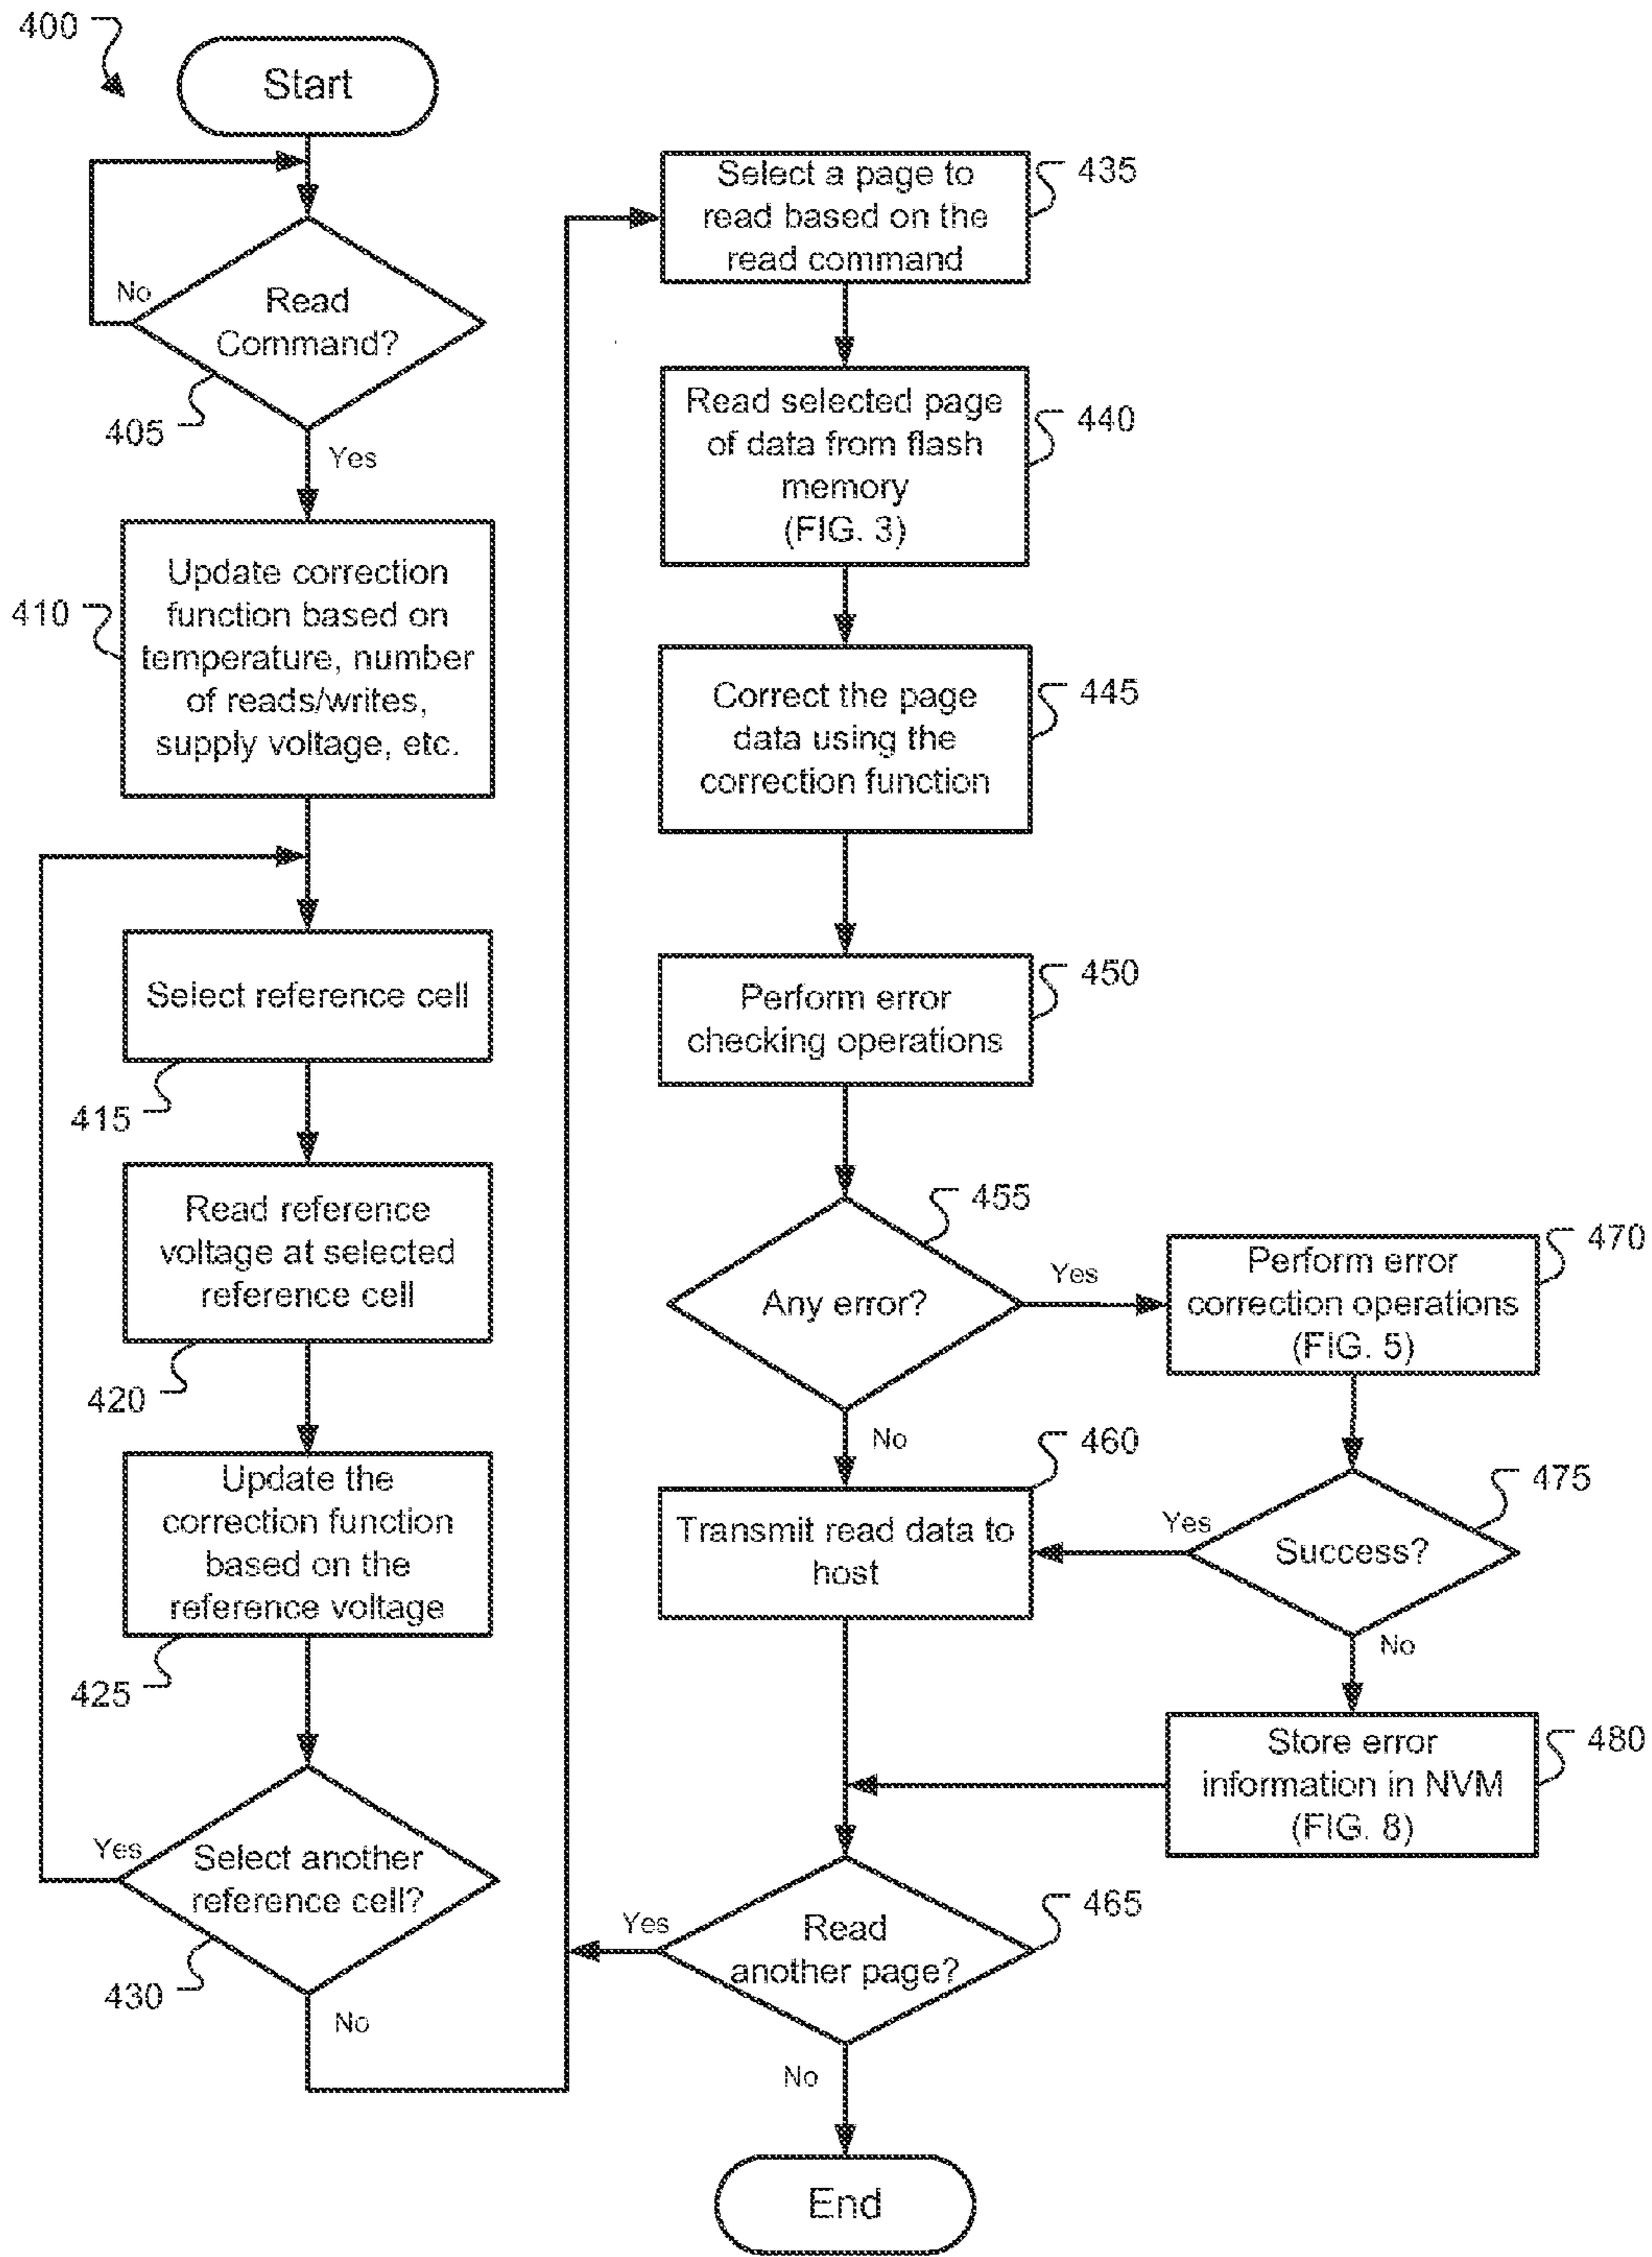 400
Start
No
Read
Command?
405
Yes
410
Update correction
function based on
temperature, number
of reads/writes,
supply voltage, etc.
Select reference cell
415
Read reference
voltage at selected
reference cell
420
Update the
correction function
based on the
reference voltage
425
Yes
Select another
reference cell?
430
No
Select a page to
read based on the
read command
435
Read selected page
of data from flash
memory
(FIG. 3)
440
Correct the page
data using the
correction function
445
Perform error
checking operations
450
455
Any error?
Yes
No
Perform error
correction operations
(FIG. 5)
470
460
Transmit read data to
host
475
Yes
Success?
No
Store error
information in NVM
(FIG. 8)
480
Yes
Read
another page?
465
No
End